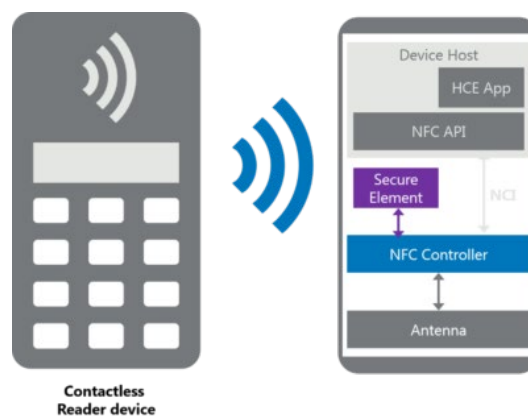 Device Host
HCE App
NFC API
Secure
Element
NCI
NFC Controller
Antenna
Contactless
Reader device